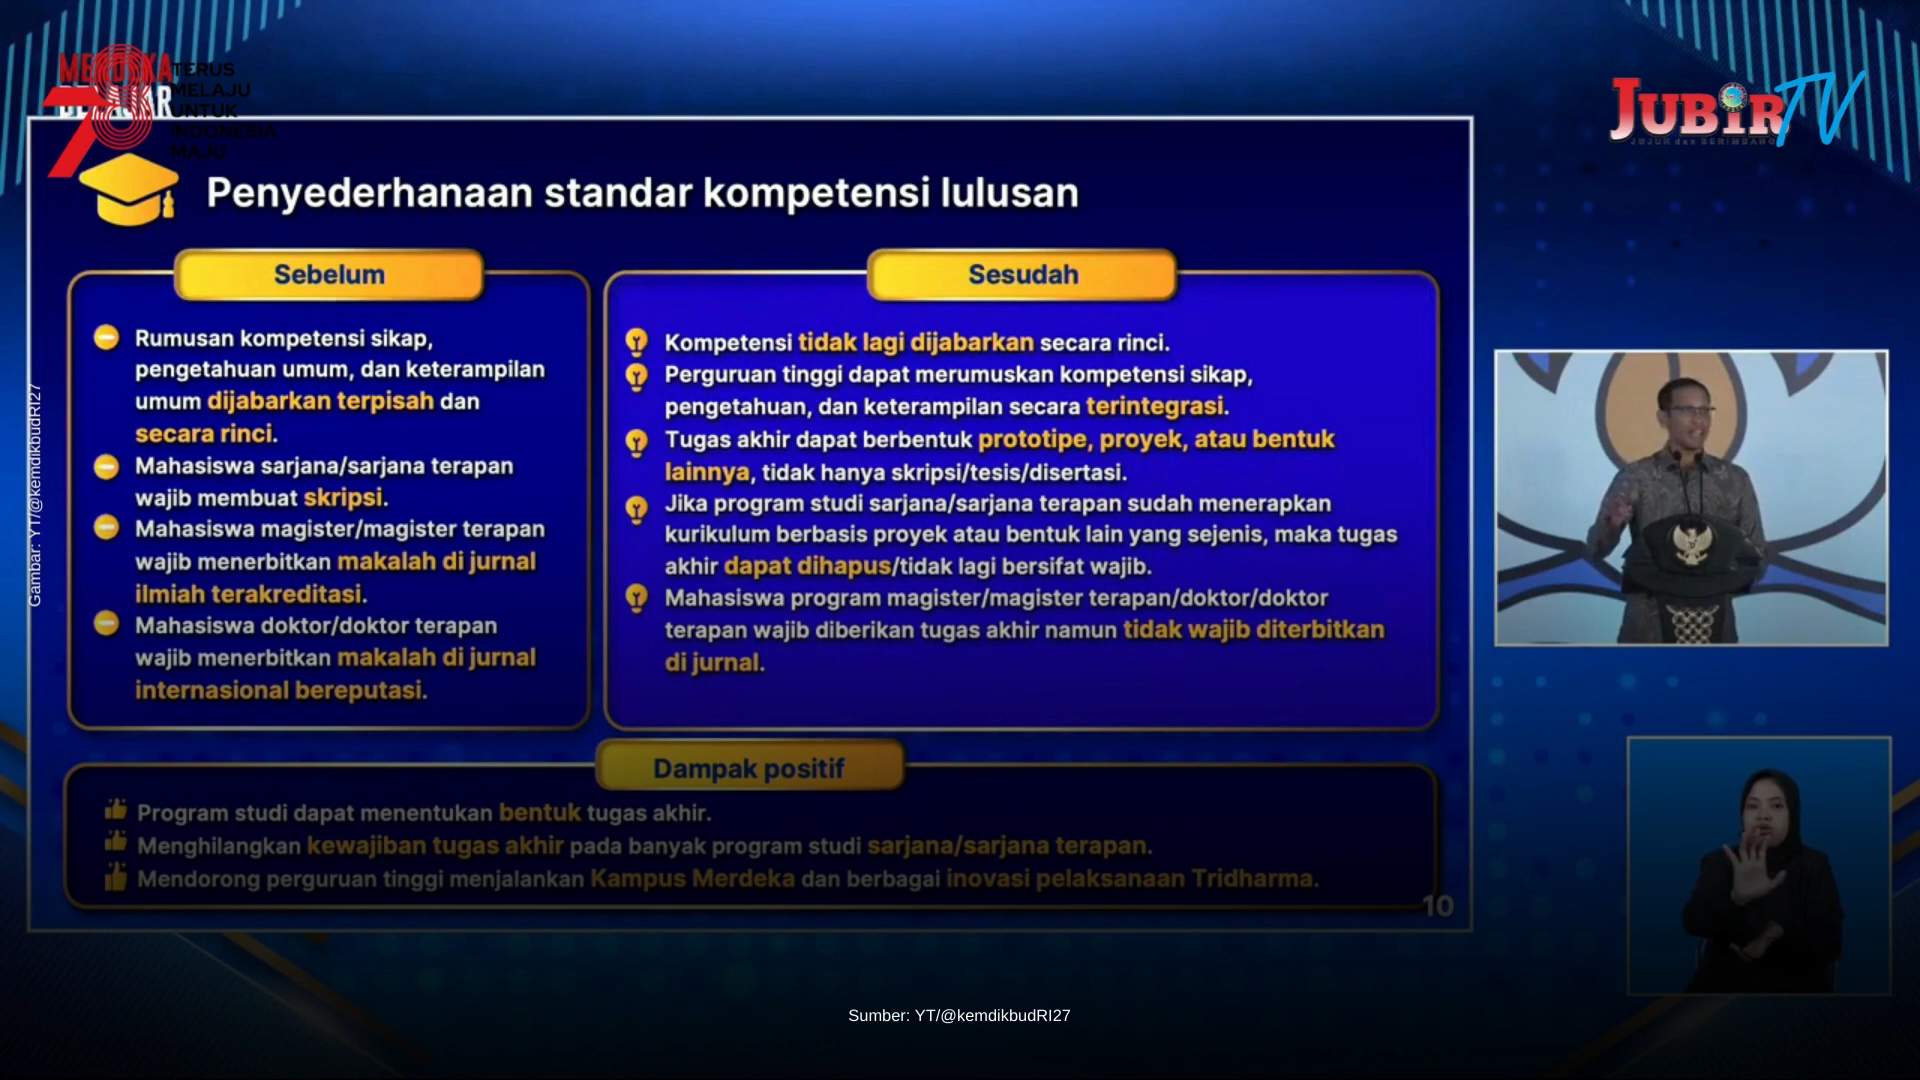 MERDEKA
BELAJAR
78
TERUS
MELAJU
UNTUK
INDONESIA
MAJU
JUBIR TV
JUJUR dan BERIMBANG
Penyederhanaan standar kompetensi lulusan
Sebelum
Rumusan kompetensi sikap,
pengetahuan umum, dan keterampilan
umum dijabarkan terpisah dan
secara rinci.
Mahasiswa sarjana/sarjana terapan
wajib membuat skripsi.
Mahasiswa magister/magister terapan
wajib menerbitkan makalah di jurnal
ilmiah terakreditasi.
Mahasiswa doktor/doktor terapan
wajib menerbitkan makalah di jurnal
internasional bereputasi.
Sesudah
Kompetensi tidak lagi dijabarkan secara rinci.
Perguruan tinggi dapat merumuskan kompetensi sikap,
pengetahuan, dan keterampilan secara terintegrasi.
Tugas akhir dapat berbentuk prototipe, proyek, atau bentuk
lainnya, tidak hanya skripsi/tesis/disertasi.
Jika program studi sarjana/sarjana terapan sudah menerapkan
kurikulum berbasis proyek atau bentuk lain yang sejenis, maka tugas
akhir dapat dihapus/tidak lagi bersifat wajib.
Mahasiswa program magister/magister terapan/doktor/doktor
terapan wajib diberikan tugas akhir namun tidak wajib diterbitkan
di jurnal.
Dampak positif
Program studi dapat menentukan bentuk tugas akhir.
Menghilangkan kewajiban tugas akhir pada banyak program studi sarjana/sarjana terapan.
Mendorong perguruan tinggi menjalankan Kampus Merdeka dan berbagai inovasi pelaksanaan Tridharma.
10
Gambar: YT/@kemdikbudRI27
Sumber: YT/@kemdikbudRI27